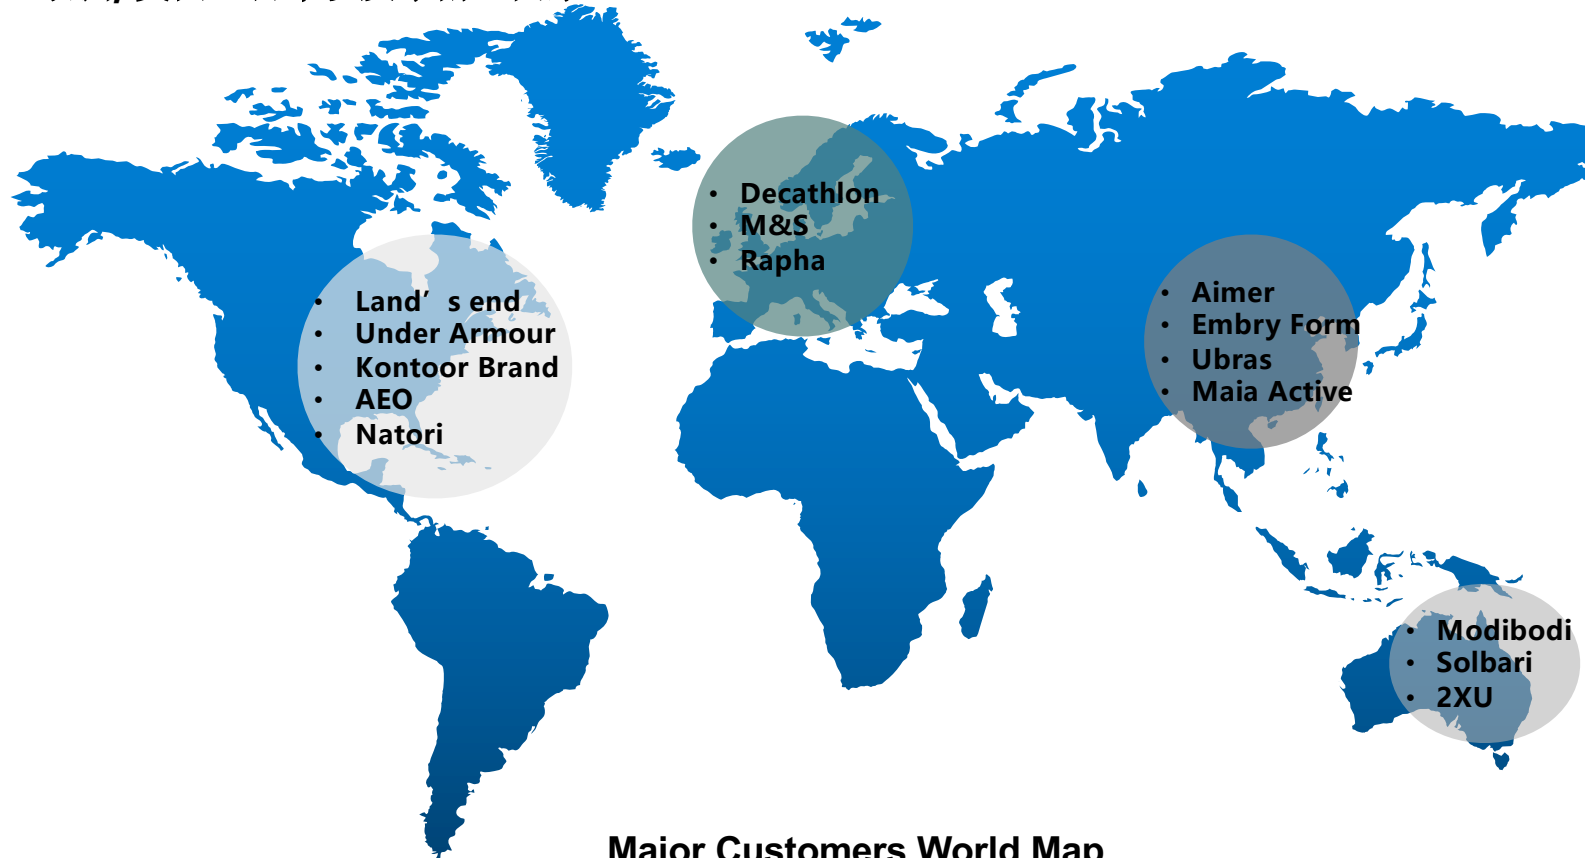 • Decathlon
• M&S
• Rapha
• Land’s end
• Under Armour
• Kontoor Brand
• AEO
• Natori
• Aimer
• Embry Form
• Ubras
• Maia Active
• Modibodi
• Solbari
• 2XU
Major Customers World Map